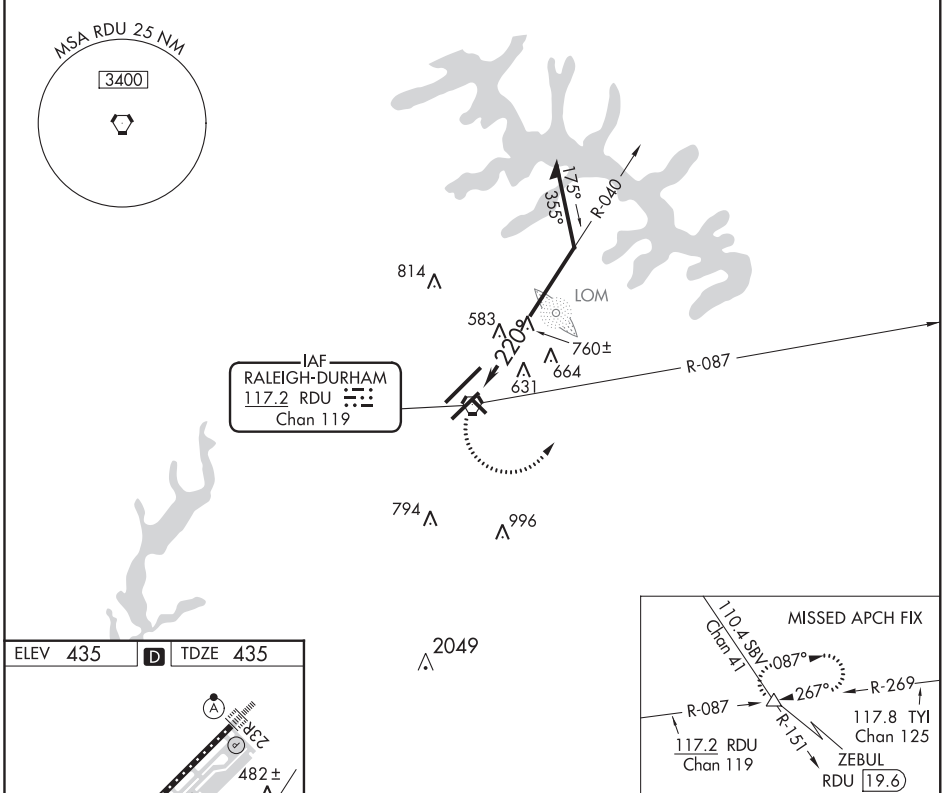 MSA RDU 25 NM
3400
175°
355°
R-040
814
LOM
583
220°
760±
664
631
R-087
IAF
RALEIGH-DURHAM
117.2 RDU
Chan 119
794
996
2049
ELEV 435
D
TDZE 435
A
23R
P
482±
MISSED APCH FIX
110.4 SBV
Chan 41
087°
267°
R-269
R-087
117.8 TYI
Chan 125
R-151
117.2 RDU
Chan 119
ZEBUL
RDU 19.6